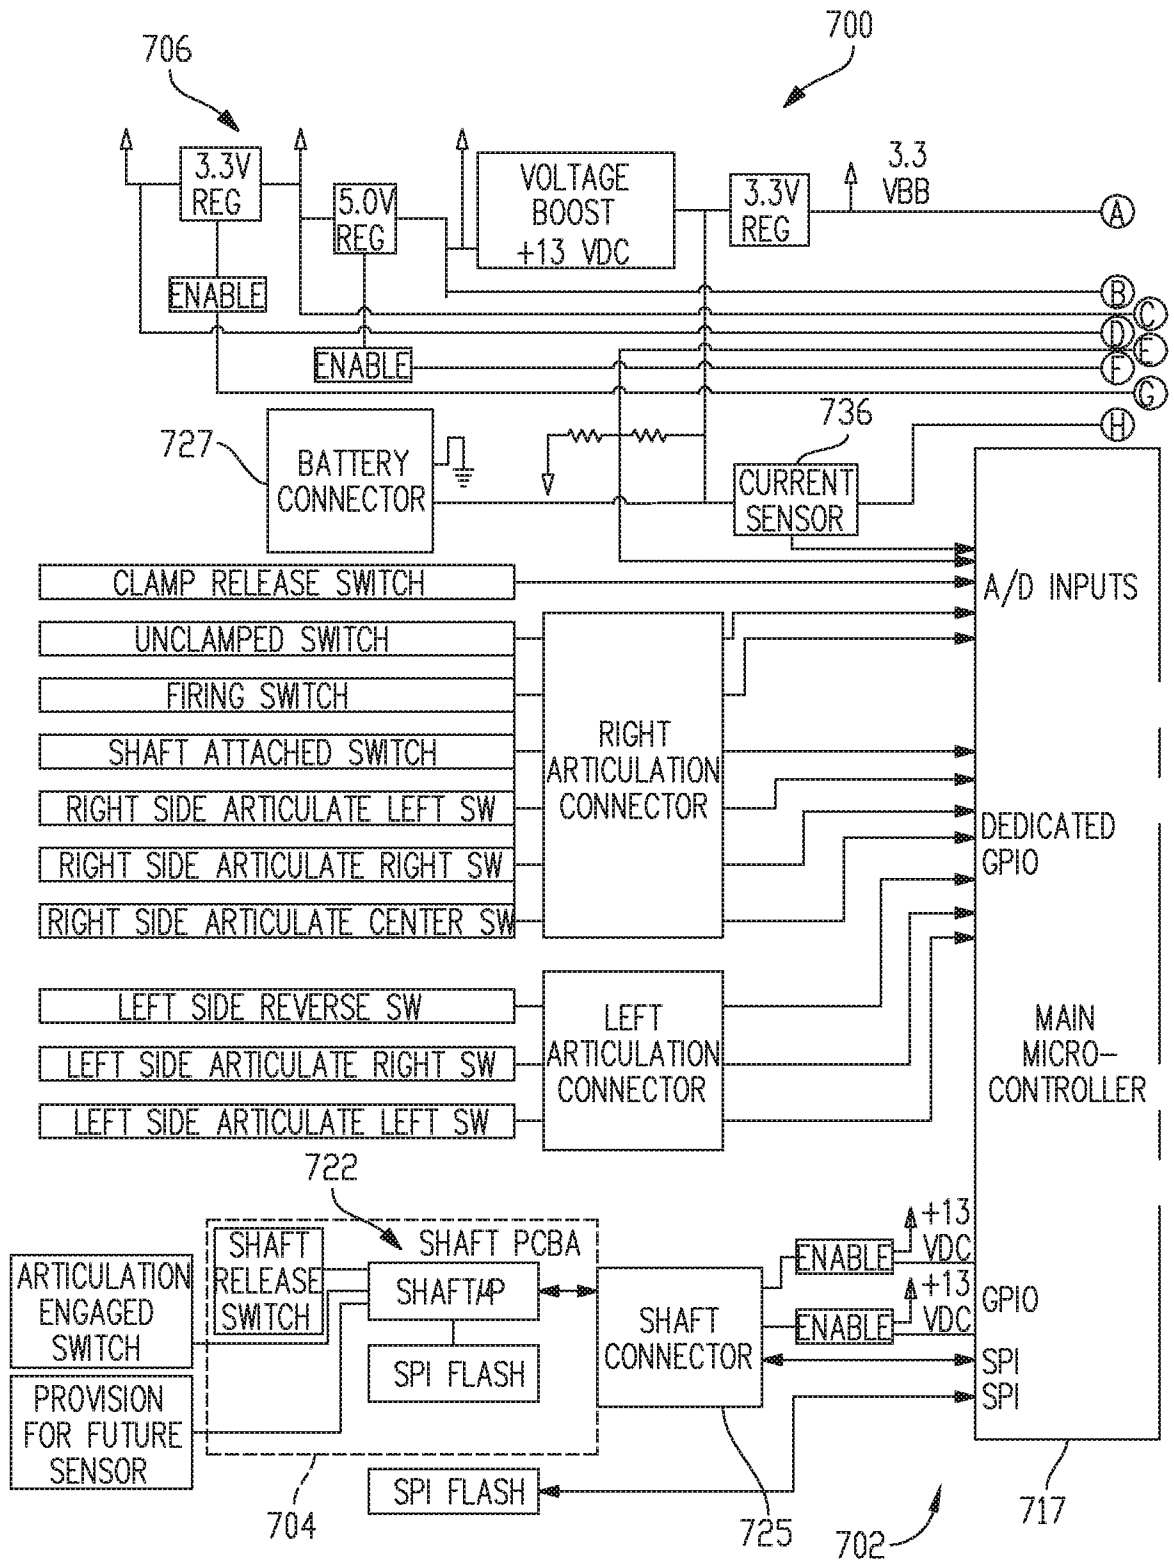 706
700
3.3V
REG
5.0V
REG
VOLTAGE
BOOST
+13 VDC
3.3V
REG
3.3
VBB
A
ENABLE
B
C
D
E
ENABLE
F
G
736
H
727
BATTERY
CONNECTOR
CURRENT
SENSOR
CLAMP RELEASE SWITCH
A/D INPUTS
UNCLAMPED SWITCH
FIRING SWITCH
SHAFT ATTACHED SWITCH
RIGHT SIDE ARTICULATE LEFT SW
RIGHT SIDE ARTICULATE RIGHT SW
RIGHT SIDE ARTICULATE CENTER SW
RIGHT
ARTICULATION
CONNECTOR
DEDICATED
GPIO
LEFT SIDE REVERSE SW
LEFT SIDE ARTICULATE RIGHT SW
LEFT SIDE ARTICULATE LEFT SW
LEFT
ARTICULATION
CONNECTOR
MAIN
MICRO-
CONTROLLER
722
SHAFT PCBA
SHAFT
RELEASE
SWITCH
ARTICULATION
ENGAGED
SWITCH
SHAFT/4P
SPI FLASH
SHAFT
CONNECTOR
ENABLE
+13
VDC
ENABLE
+13
VDC
GPIO
SPI
SPI
PROVISION
FOR FUTURE
SENSOR
SPI FLASH
704
725
702
717